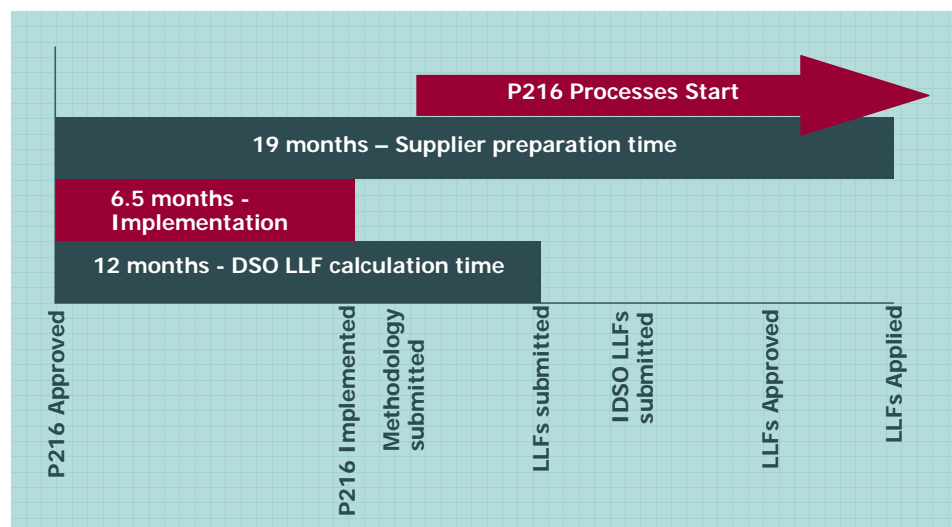 P216 Processes Start
19 months – Supplier preparation time
6.5 months -
Implementation
12 months - DSO LLF calculation time
P216 Approved
P216 Implemented
Methodology
submitted
LLFs submitted
IDSO LLFs
submitted
LLFs Approved
LLFs Applied